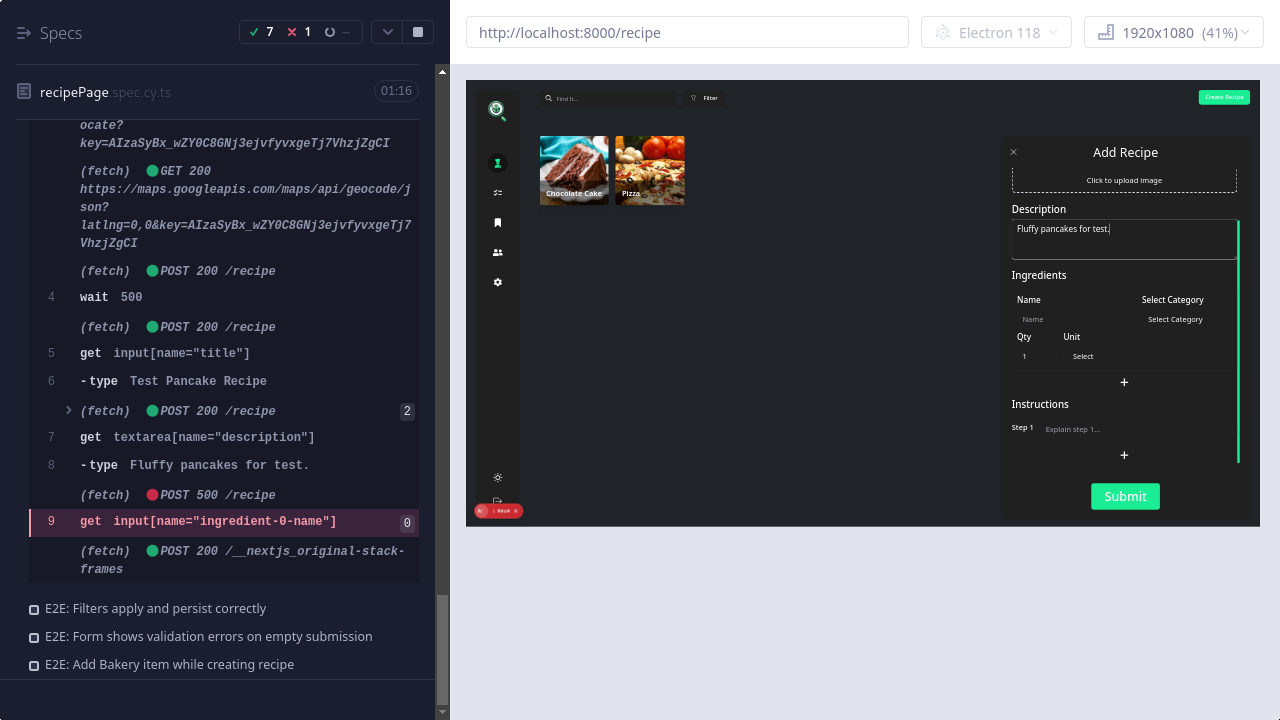 Specs
7
1
--
recipePage.spec.cy.ts
01:16
ocate?
key=AIzaSyBx_wZY0C8GNj3ejvfyvxgeTj7VhzjZgCI
(fetch) GET 200
https://maps.googleapis.com/maps/api/geocode/j
son?
latlng=0,0&key=AIzaSyBx_wZY0C8GNj3ejvfyvxgeTj7
VhzjZgCI
(fetch) POST 200 /recipe
4 wait 500
(fetch) POST 200 /recipe
5 get input[name="title"]
6 -type Test Pancake Recipe
(fetch) POST 200 /recipe 2
7 get textarea[name="description"]
8 -type Fluffy pancakes for test.
(fetch) POST 500 /recipe
9 get input[name="ingredient-0-name"] 0
(fetch) POST 200 /__nextjs_original-stack-
frames
E2E: Filters apply and persist correctly
E2E: Form shows validation errors on empty submission
E2E: Add Bakery item while creating recipe
http://localhost:8000/recipe
Electron 118
1920x1080 (41%)
Find It...
Filter
Create Recipe
Chocolate Cake
Pizza
Add Recipe
Click to upload image
Description
Fluffy pancakes for test.
Ingredients
Name Select Category
Name Select Category
Qty Unit
1 Select
+
Instructions
Step 1 Explain step 1...
+
Submit